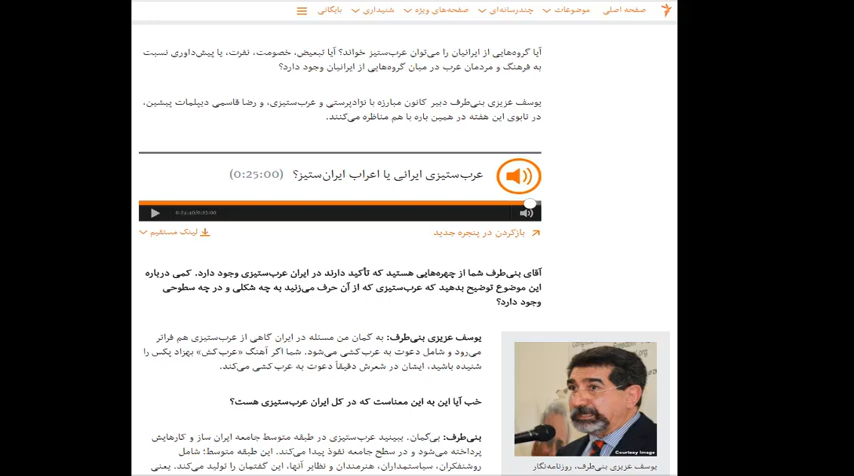 صفحه اصلی موضوعات چندرسانه‌ای صفحه‌های ویژه شنیداری بایگانی
آیا گروه‌هایی از ایرانیان را می‌توان عرب‌ستیز خواند؟ آیا تبعیض، خصومت، نفرت، یا پیش‌داوری نسبت
به فرهنگ و مردمان عرب در میان گروه‌هایی از ایرانیان وجود دارد؟
یوسف عزیزی بنی‌طرف دبیر کانون مبارزه با نژادپرستی و عرب‌ستیزی، و رضا قاسمی دیپلمات پیشین،
در تابوی این هفته در همین باره با هم مناظره می‌کنند.
عرب‌ستیزی ایرانی یا اعراب ایران‌ستیز؟ (0:25:00)
بازکردن در پنجره جدید
لینک مستقیم
آقای بنی‌طرف شما از چهره‌هایی هستید که تأکید دارند در ایران عرب‌ستیزی وجود دارد. کمی درباره
این موضوع توضیح بدهید که عرب‌ستیزی که از آن حرف می‌زنید به چه شکلی و در چه سطوحی
وجود دارد؟
یوسف عزیزی بنی‌طرف: به گمان من مسئله در ایران گاهی از عرب‌ستیزی هم فراتر
می‌رود و شامل دعوت به عرب‌کشی می‌شود. شما اگر آهنگ «عرب‌کش» بهزاد پکس را
شنیده باشید، ایشان در شعرش دقیقاً دعوت به عرب‌کشی می‌کند.
خب آیا این به این معناست که در کل ایران عرب‌ستیزی هست؟
بنی‌طرف: بی‌گمان. ببینید عرب‌ستیزی در طبقه متوسط جامعه ایران ساز و کارهایش
پرداخته می‌شود و در سطح جامعه نفوذ پیدا می‌کند. این طبقه متوسط؛ شامل
روشنفکران، سیاستمداران، هنرمندان و نظایر آنها، این گفتمان را تولید می‌کند. یعنی
Courtesy Image
یوسف عزیزی بنی‌طرف، روزنامه‌نگار